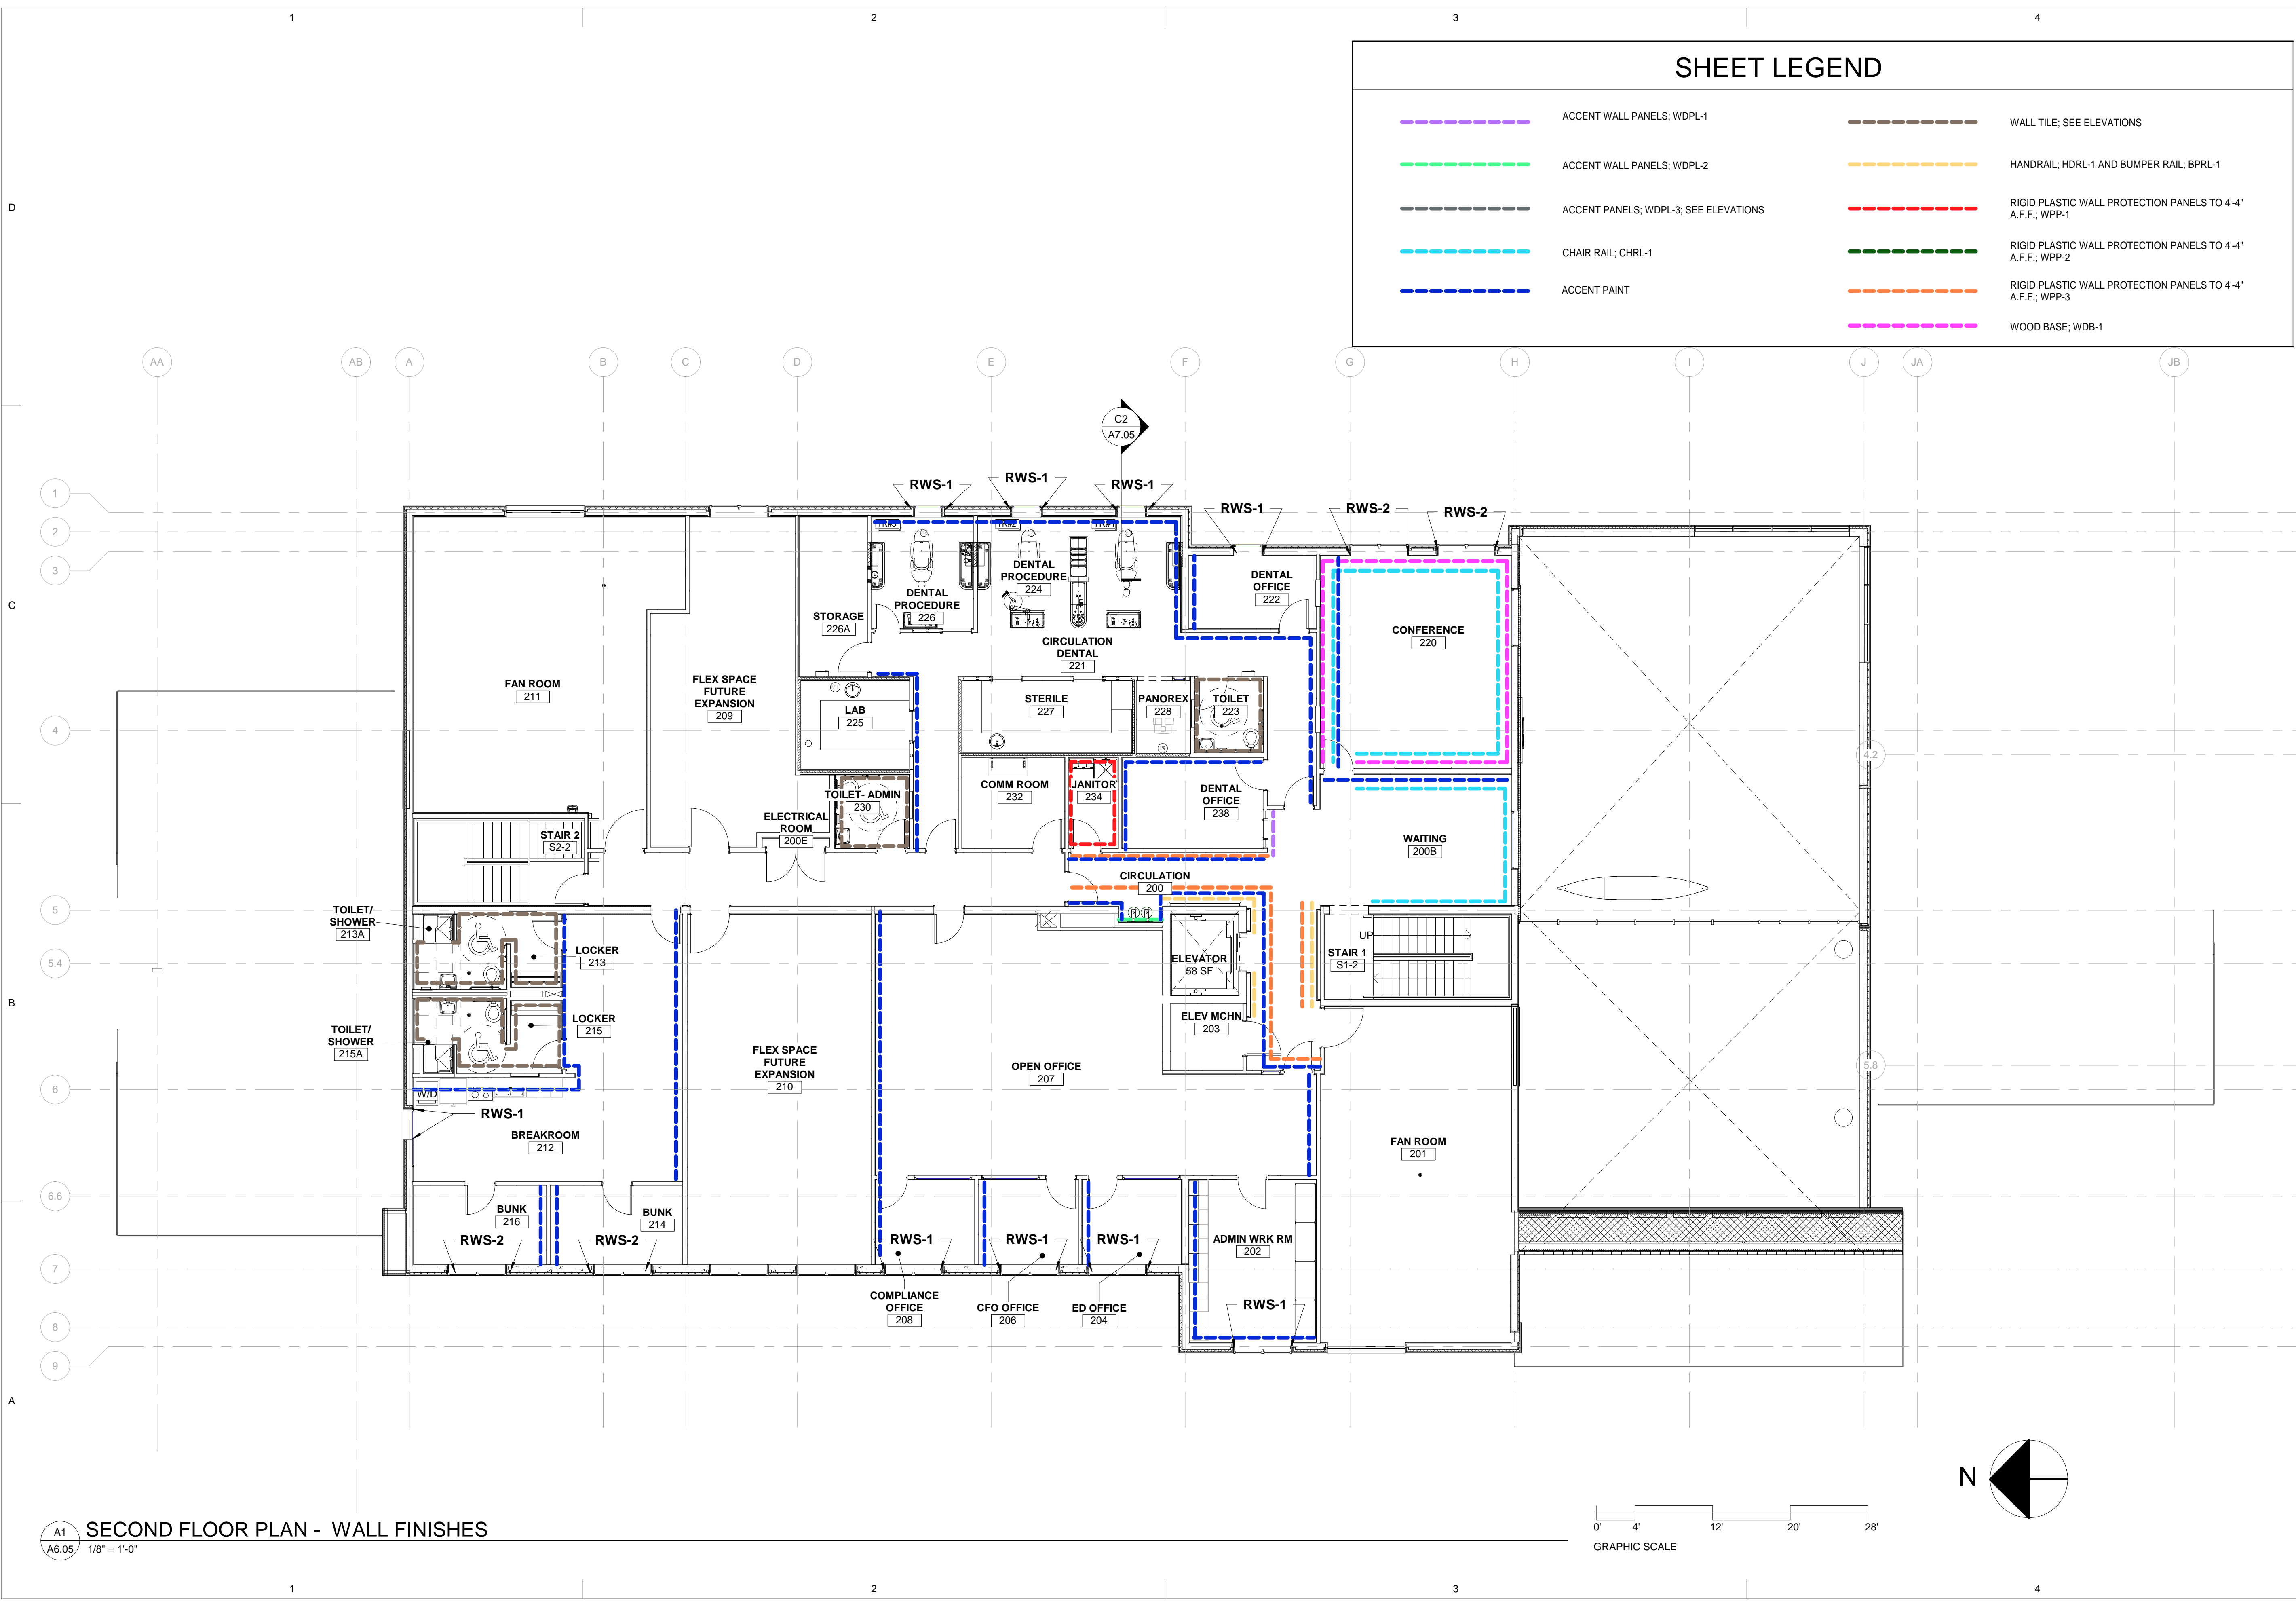 1
2
3
4
SHEET LEGEND
ACCENT WALL PANELS; WDPL-1
ACCENT WALL PANELS; WDPL-2
ACCENT PANELS; WDPL-3; SEE ELEVATIONS
CHAIR RAIL; CHRL-1
ACCENT PAINT
WALL TILE; SEE ELEVATIONS
HANDRAIL; HDRL-1 AND BUMPER RAIL; BPRL-1
RIGID PLASTIC WALL PROTECTION PANELS TO 4'-4"
A.F.F.; WPP-1
RIGID PLASTIC WALL PROTECTION PANELS TO 4'-4"
A.F.F.; WPP-2
RIGID PLASTIC WALL PROTECTION PANELS TO 4'-4"
A.F.F.; WPP-3
WOOD BASE; WDB-1
D
AA
AB
A
B
C
D
E
F
G
H
I
J
JA
JB
C2
A7.05
RWS-1
RWS-1
RWS-1
RWS-1
RWS-2
RWS-2
1
2
3
TR#3
TR#2
TR#1
C
DENTAL
PROCEDURE
224
DENTAL
PROCEDURE
226
DENTAL
OFFICE
222
STORAGE
226A
CONFERENCE
220
CIRCULATION
DENTAL
221
FAN ROOM
211
FLEX SPACE
FUTURE
EXPANSION
209
LAB
225
STERILE
227
PANOREX
228
TOILET
223
4
4.2
TOILET- ADMIN
230
COMM ROOM
232
JANITOR
234
DENTAL
OFFICE
238
ELECTRICAL
ROOM
200E
STAIR 2
S2-2
WAITING
200B
CIRCULATION
200
5
TOILET/
SHOWER
213A
LOCKER
213
UP
STAIR 1
S1-2
5.4
ELEVATOR
58 SF
B
LOCKER
215
ELEV MCHN
203
TOILET/
SHOWER
215A
FLEX SPACE
FUTURE
EXPANSION
210
OPEN OFFICE
207
5.8
6
W/D
RWS-1
BREAKROOM
212
FAN ROOM
201
6.6
BUNK
216
BUNK
214
RWS-2
RWS-2
RWS-1
RWS-1
RWS-1
ADMIN WRK RM
202
7
COMPLIANCE
OFFICE
208
CFO OFFICE
206
ED OFFICE
204
RWS-1
8
9
A
N
A1
A6.05
SECOND FLOOR PLAN - WALL FINISHES
1/8" = 1'-0"
0'
4'
12'
20'
28'
GRAPHIC SCALE
1
2
3
4